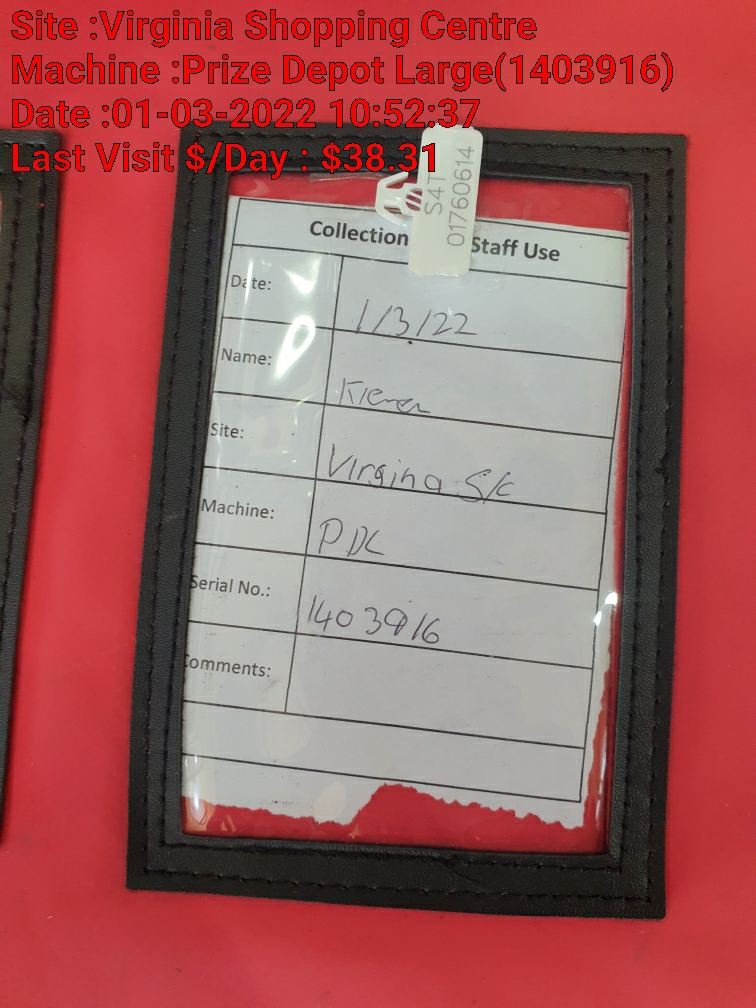 Site :Virginia Shopping Centre
Machine :Prize Depot Large(1403916)
Date :01-03-2022 10:52:37
Last Visit $/Day : $38.31
S4T
01760614
Collection Staff Use
Date: 1/3/22
Name:
Site: Virgina S/C
Machine: PDL
Serial No.: 1403916
Comments: